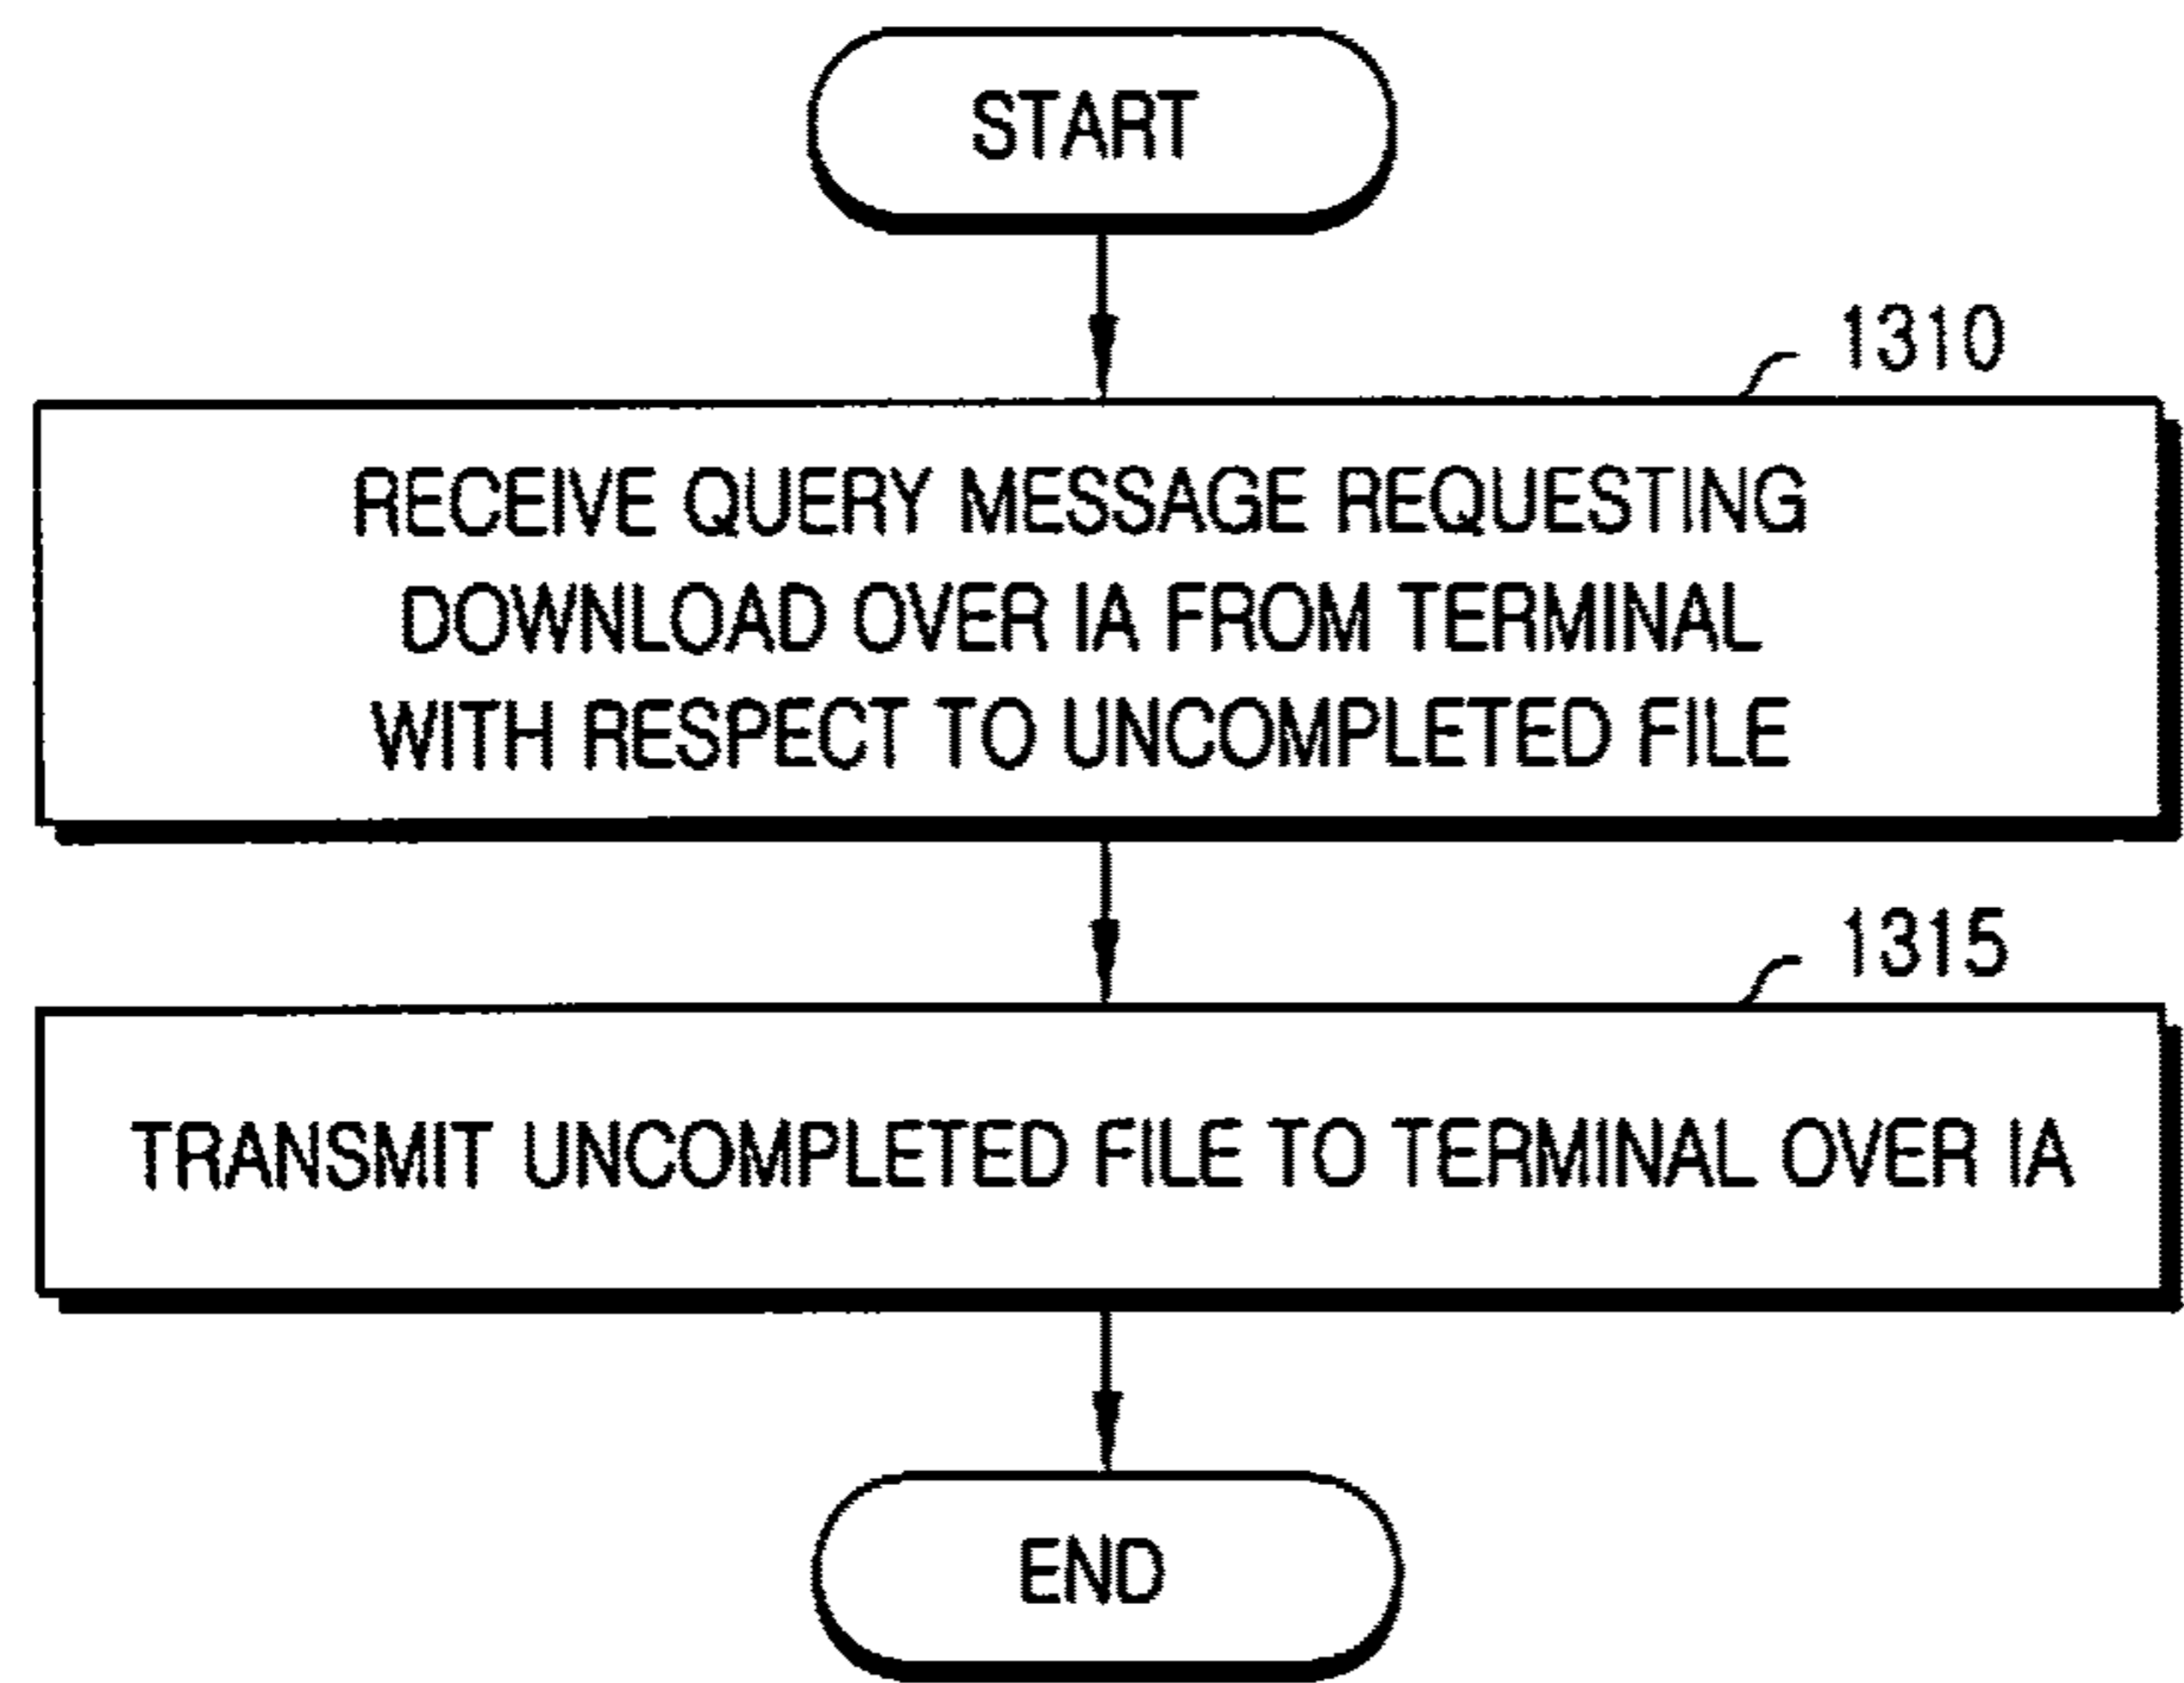 START
1310
RECEIVE QUERY MESSAGE REQUESTING
DOWNLOAD OVER IA FROM TERMINAL
WITH RESPECT TO UNCOMPLETED FILE
1315
TRANSMIT UNCOMPLETED FILE TO TERMINAL OVER IA
END